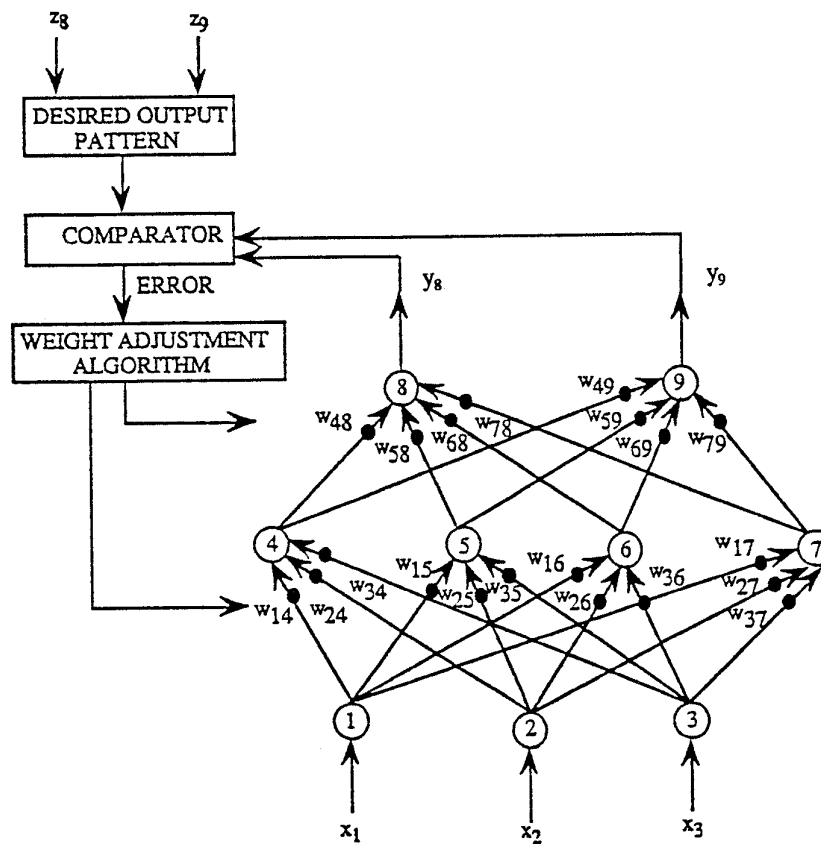 z8 z9
DESIRED OUTPUT
PATTERN
COMPARATOR
ERROR
WEIGHT ADJUSTMENT
ALGORITHM
y8 y9
8 9
w48 w58 w68 w78 w49 w59 w69 w79
4 5 6 7
w14 w24 w34 w15 w25 w35 w16 w26 w36 w17 w27 w37
1 2 3
x1 x2 x3